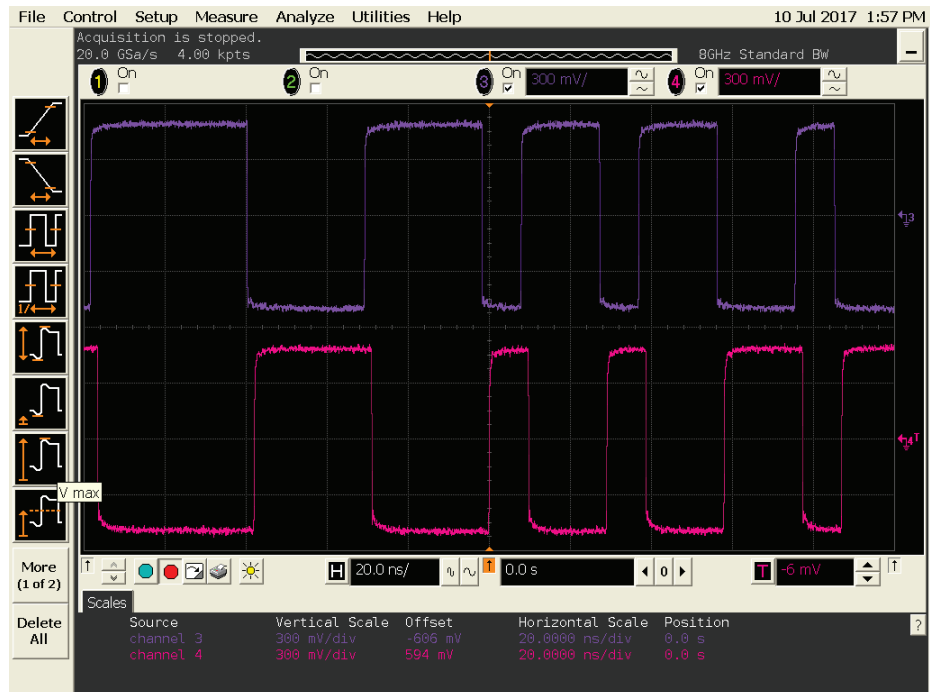 File Control Setup Measure Analyze Utilities Help 10 Jul 2017 1:57 PM
Acquisition is stopped.
20.0 GSa/s 4.00 kpts 8GHz Standard BW
1 On 2 On 3 On 300 mV/ 4 On 300 mV/
3
4 T
1/
V max
More
(1 of 2)
Delete
All
H 20.0 ns/ 0.0 s 0 T -6 mV
Scales
?
Source Vertical Scale Offset Horizontal Scale Position
channel 3 300 mV/div -606 mV 20.0000 ns/div 0.0 s
channel 4 300 mV/div 594 mV 20.0000 ns/div 0.0 s